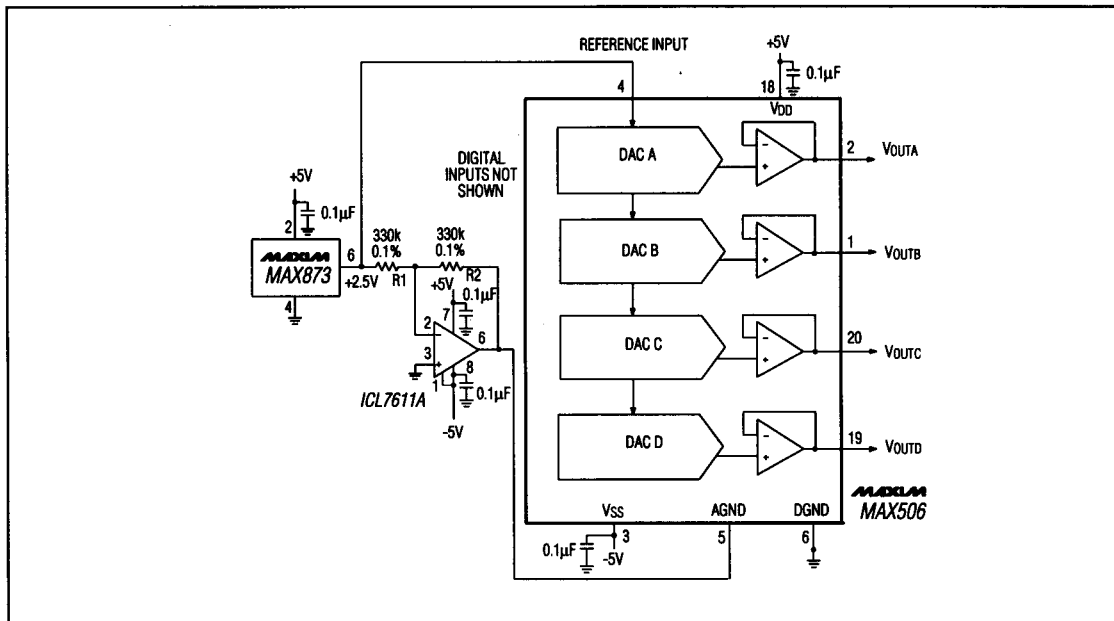 REFERENCE INPUT
+5V
0.1µF
4
18
VDD
DAC A
-
+
2
VOUTA
DIGITAL
INPUTS NOT
SHOWN
+5V
0.1µF
2
DAC B
-
+
1
VOUTB
MAXIM
MAX873
6
+2.5V
4
330k
0.1%
R1
330k
0.1%
R2
+5V
0.1µF
7
2
-
3
+
6
8
1
0.1µF
ICL7611A
-5V
DAC C
-
+
20
VOUTC
DAC D
-
+
19
VOUTD
MAXIM
MAX506
VSS
AGND
DGND
0.1µF
3
-5V
5
6